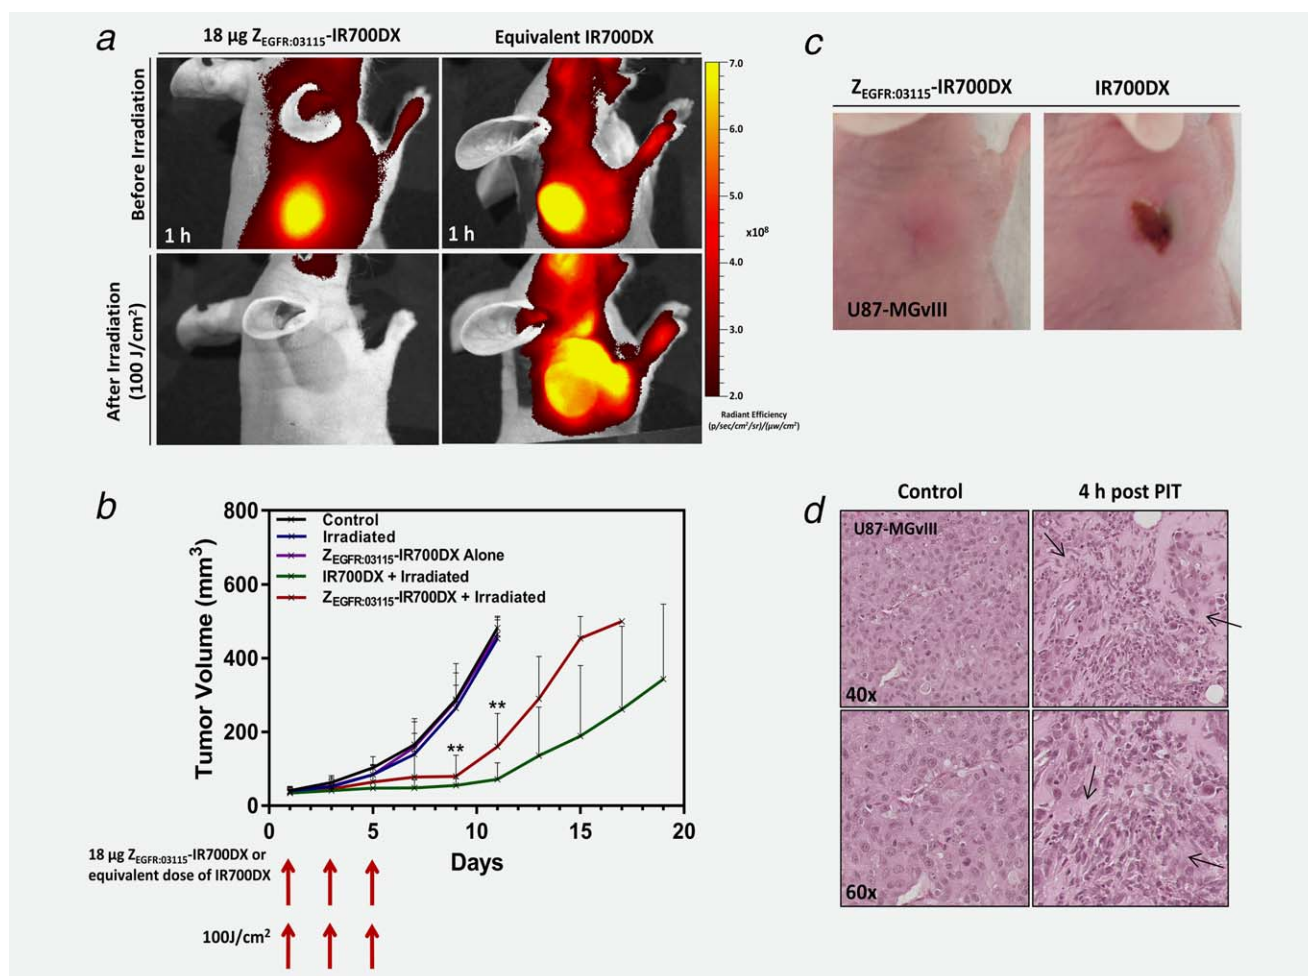 a
18 µg ZEGFR:03115-IR700DX
Equivalent IR700DX
Before Irradiation
1 h
1 h
After Irradiation
(100 J/cm²)
7.0
6.0
5.0
x10⁸
4.0
3.0
2.0
Radiant Efficiency
(p/sec/cm²/sr)/(µw/cm²)
c
ZEGFR:03115-IR700DX
IR700DX
U87-MGvIII
b
Tumor Volume (mm³)
800
600
400
200
0
Control
Irradiated
ZEGFR:03115-IR700DX Alone
IR700DX + Irradiated
ZEGFR:03115-IR700DX + Irradiated
**
**
0
5
10
15
20
Days
18 µg ZEGFR:03115-IR700DX or
equivalent dose of IR700DX
100J/cm²
d
Control
4 h post PIT
U87-MGvIII
40x
60x